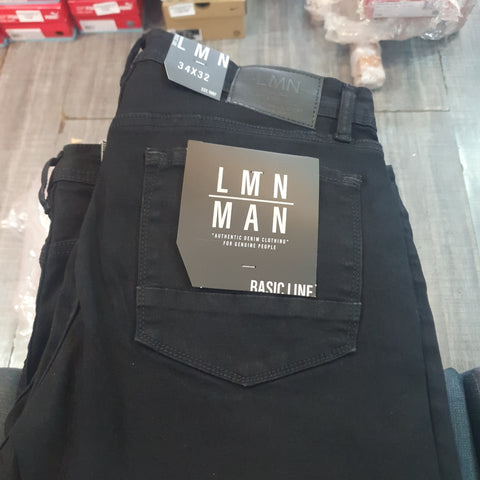 LMN
34X32
LMN
LMN
MAN
"AUTHENTIC DENIM CLOTHING"
FOR GENUINE PEOPLE
BASIC LINE